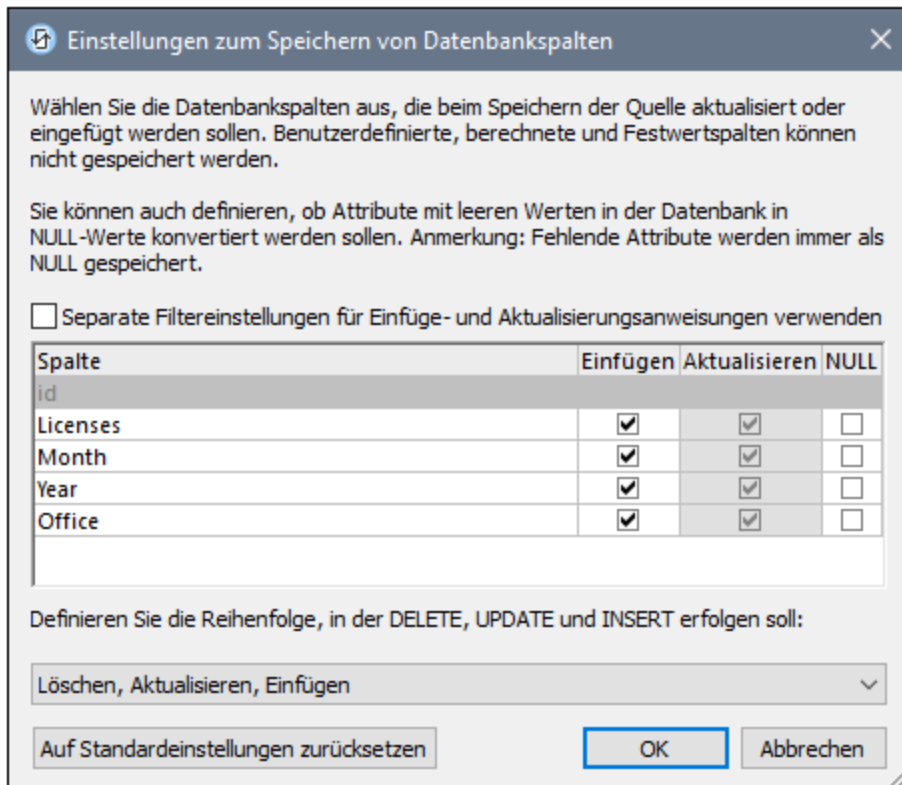 Einstellungen zum Speichern von Datenbankspalten
Wählen Sie die Datenbankspalten aus, die beim Speichern der Quelle aktualisiert oder
eingefügt werden sollen. Benutzerdefinierte, berechnete und Festwertspalten können
nicht gespeichert werden.
Sie können auch definieren, ob Attribute mit leeren Werten in der Datenbank in
NULL-Werte konvertiert werden sollen. Anmerkung: Fehlende Attribute werden immer als
NULL gespeichert.
Separate Filtereinstellungen für Einfüge- und Aktualisierungsanweisungen verwenden
Spalte Einfügen Aktualisieren NULL
id
Licenses
Month
Year
Office
Definieren Sie die Reihenfolge, in der DELETE, UPDATE und INSERT erfolgen soll:
Löschen, Aktualisieren, Einfügen
Auf Standardeinstellungen zurücksetzen OK Abbrechen